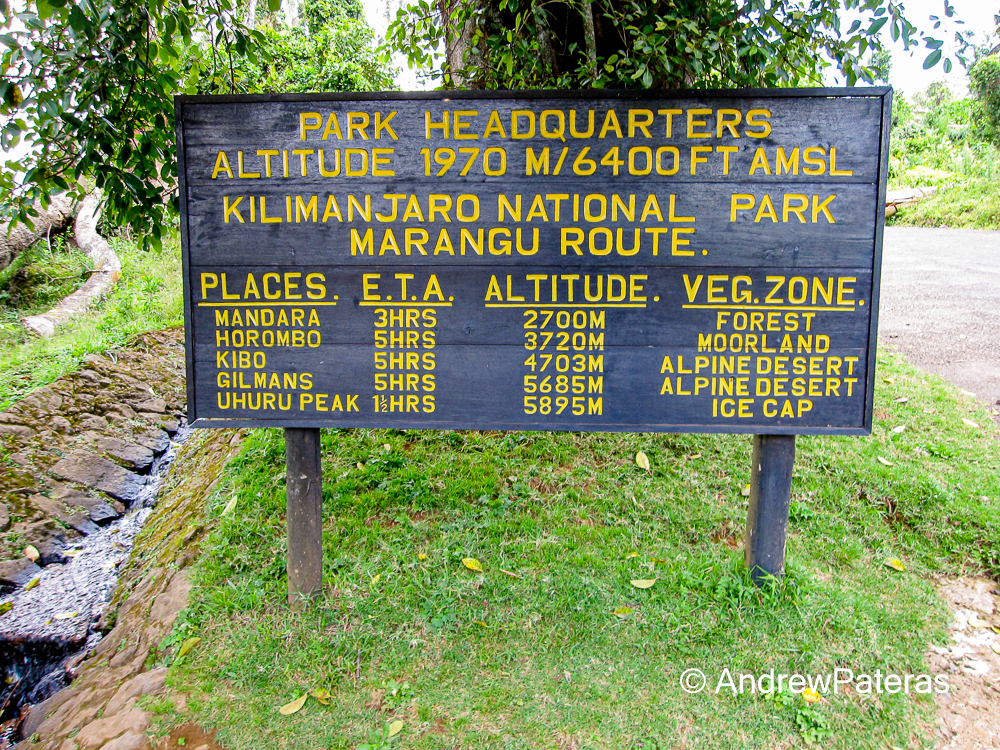 PARK HEADQUARTERS
ALTITUDE 1970 M/6400 FT AMSL
KILIMANJARO NATIONAL PARK
MARANGU ROUTE.
PLACES. E.T.A. ALTITUDE. VEG.ZONE.
MANDARA 3HRS 2700M FOREST
HOROMBO 5HRS 3720M MOORLAND
KIBO 5HRS 4703M ALPINE DESERT
GILMANS 5HRS 5685M ALPINE DESERT
UHURU PEAK 1½HRS 5895M ICE CAP
©AndrewPateras